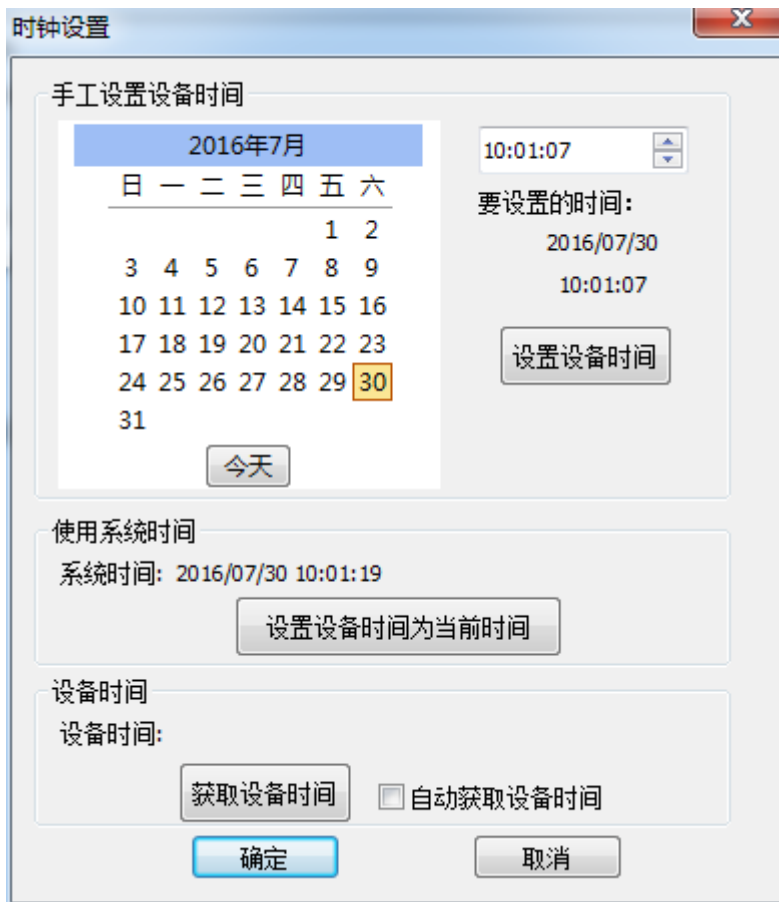 时钟设置
手工设置设备时间
2016年7月
日 一 二 三 四 五 六
1 2
3 4 5 6 7 8 9
10 11 12 13 14 15 16
17 18 19 20 21 22 23
24 25 26 27 28 29 30
31
今天
10:01:07
要设置的时间:
2016/07/30
10:01:07
设置设备时间
使用系统时间
系统时间: 2016/07/30 10:01:19
设置设备时间为当前时间
设备时间
设备时间:
获取设备时间 自动获取设备时间
确定 取消